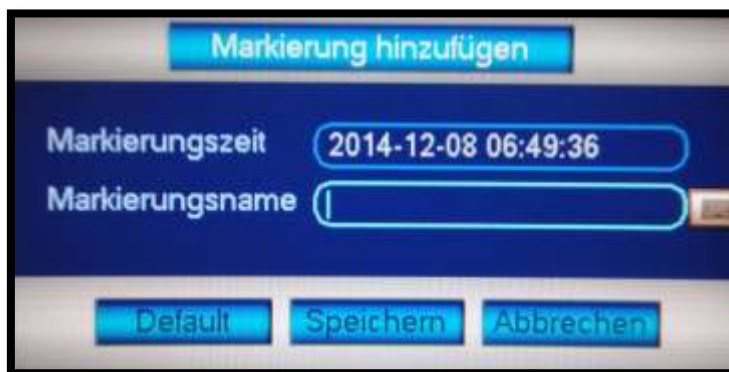 Markierung hinzufügen
Markierungszeit 2014-12-08 06:49:36
Markierungsname
Default Speichern Abbrechen